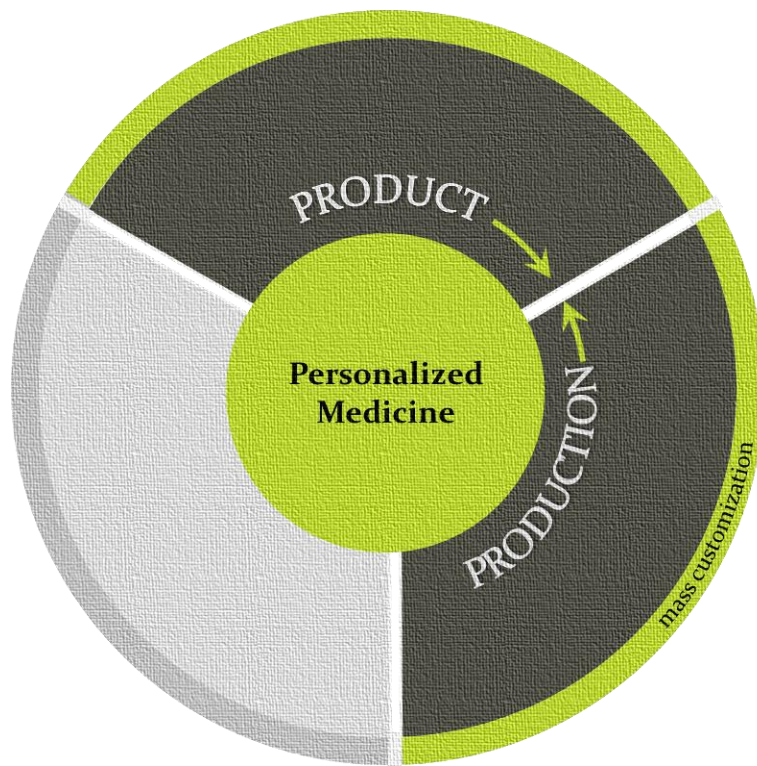 PRODUCT
Personalized
Medicine
PRODUCTION
mass customization